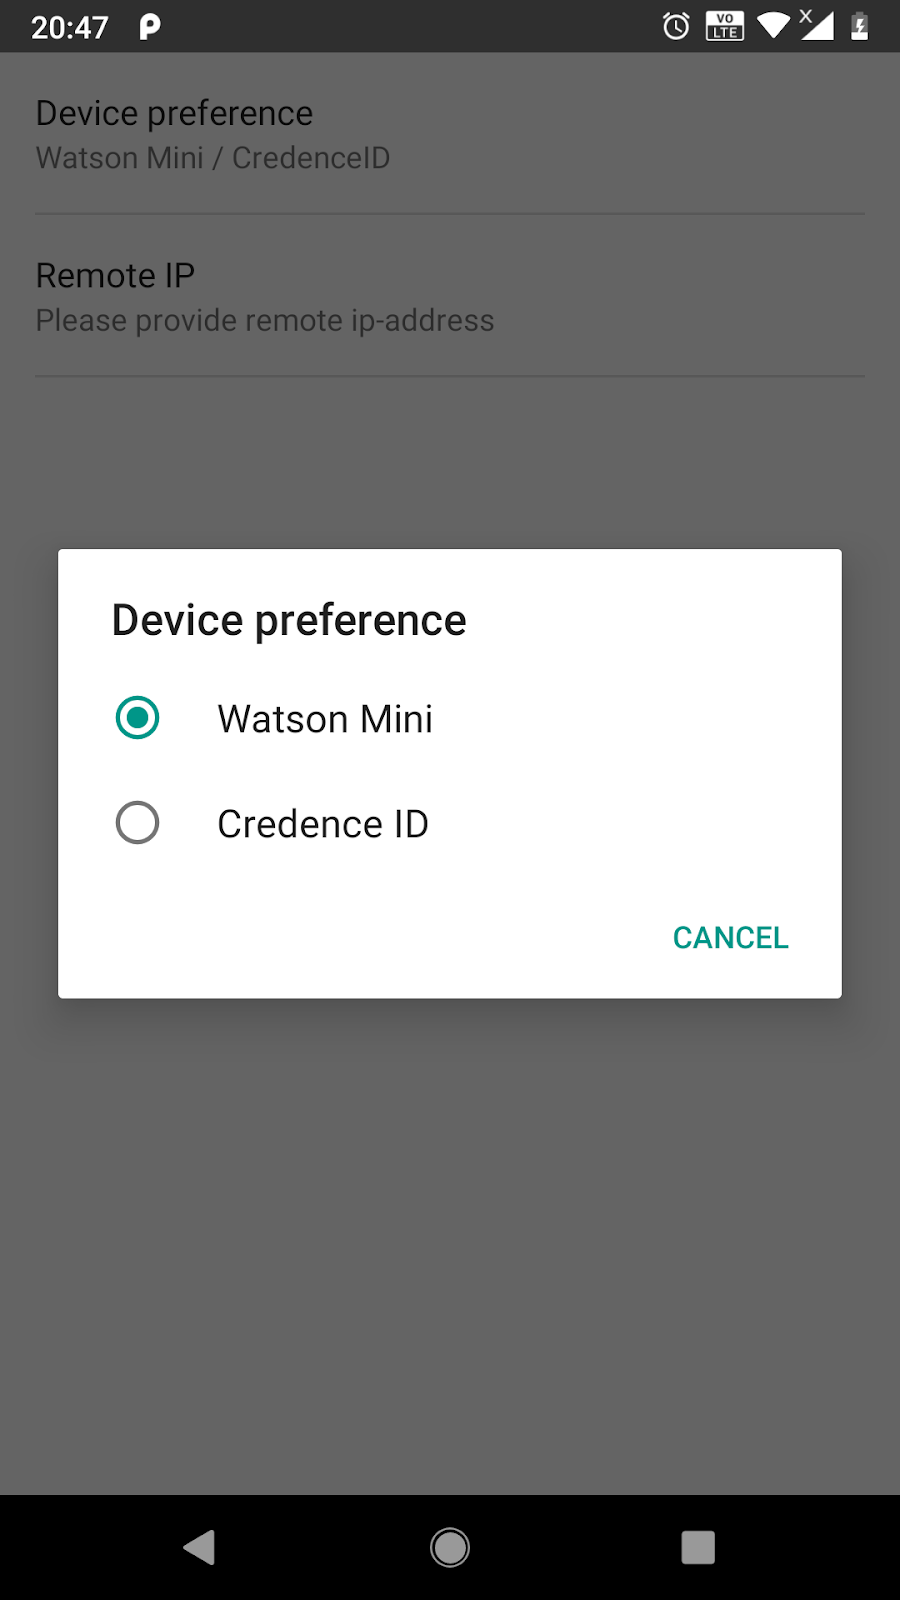 20:47
VO
LTE
Device preference
Watson Mini / CredenceID
Remote IP
Please provide remote ip-address
Device preference
Watson Mini
Credence ID
CANCEL